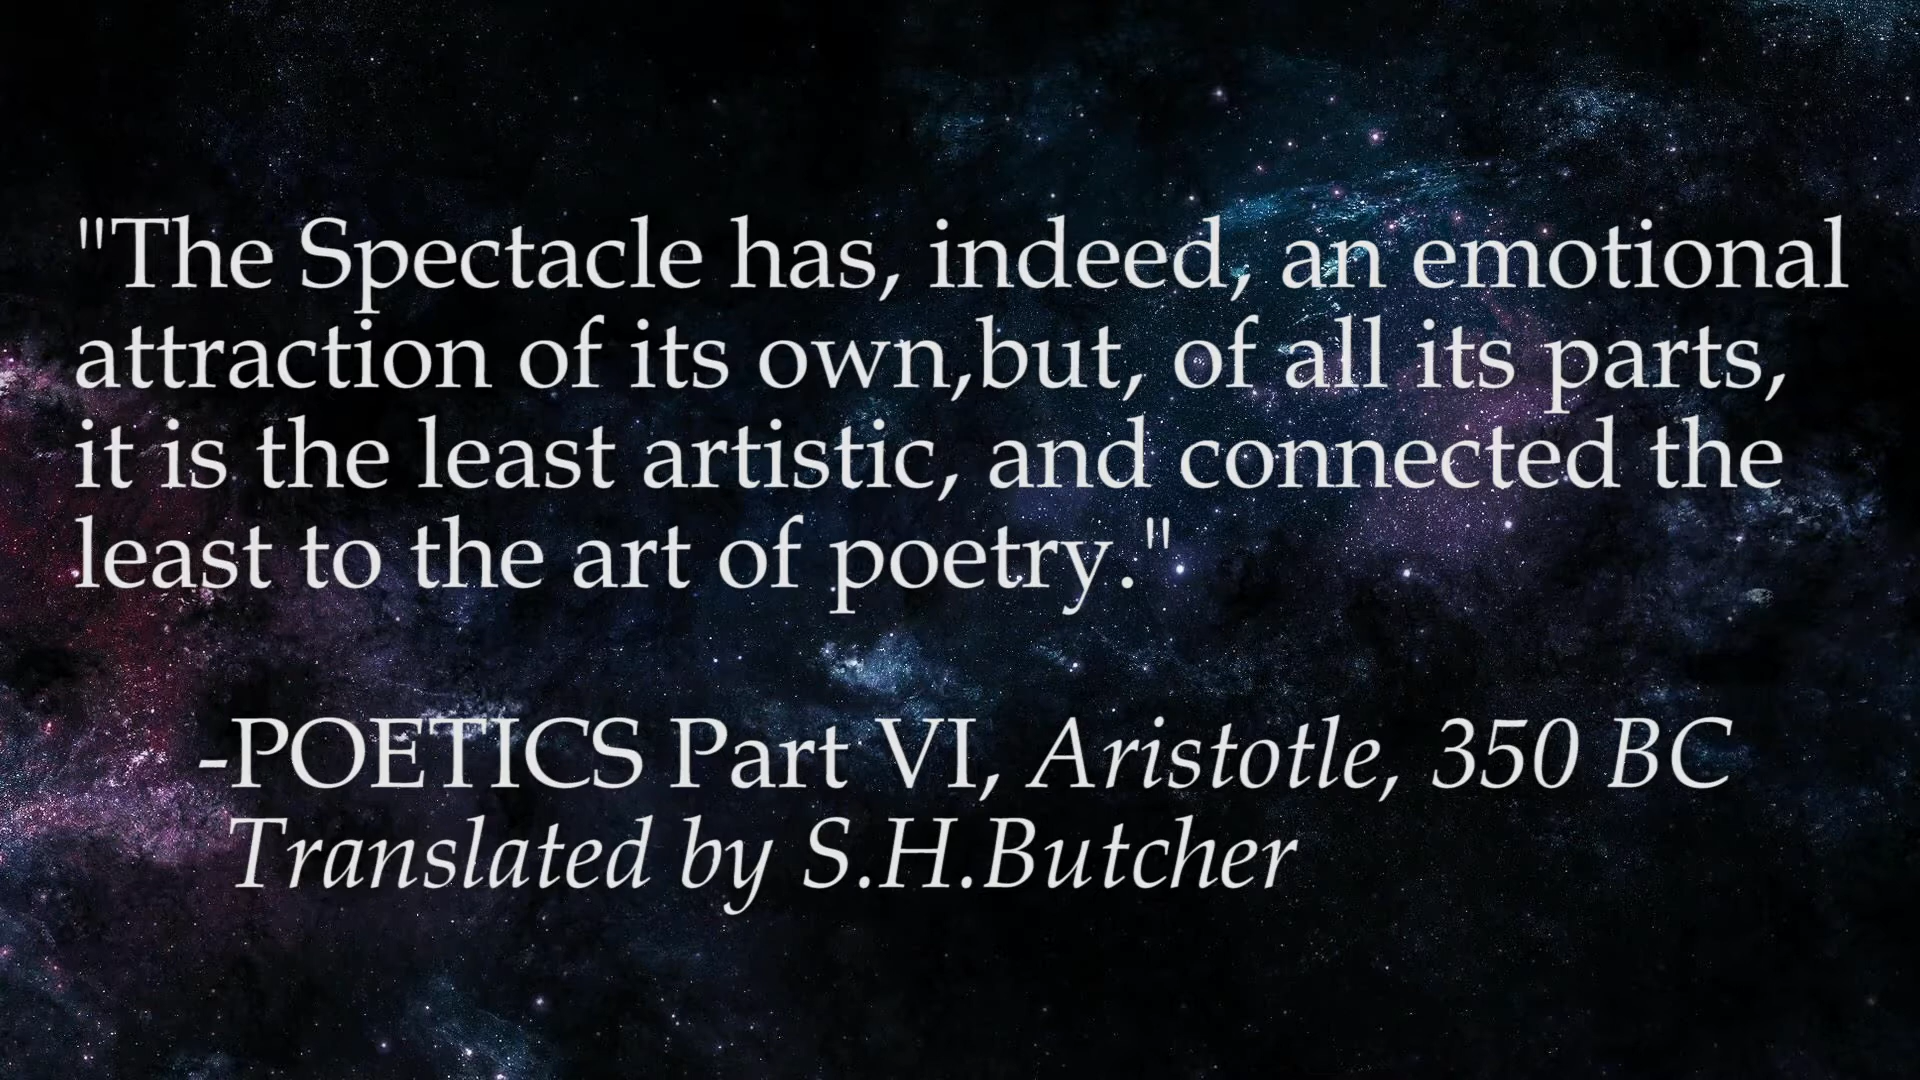 "The Spectacle has, indeed, an emotional
attraction of its own,but, of all its parts,
it is the least artistic, and connected the
least to the art of poetry."
-POETICS Part VI, Aristotle, 350 BC
Translated by S.H.Butcher